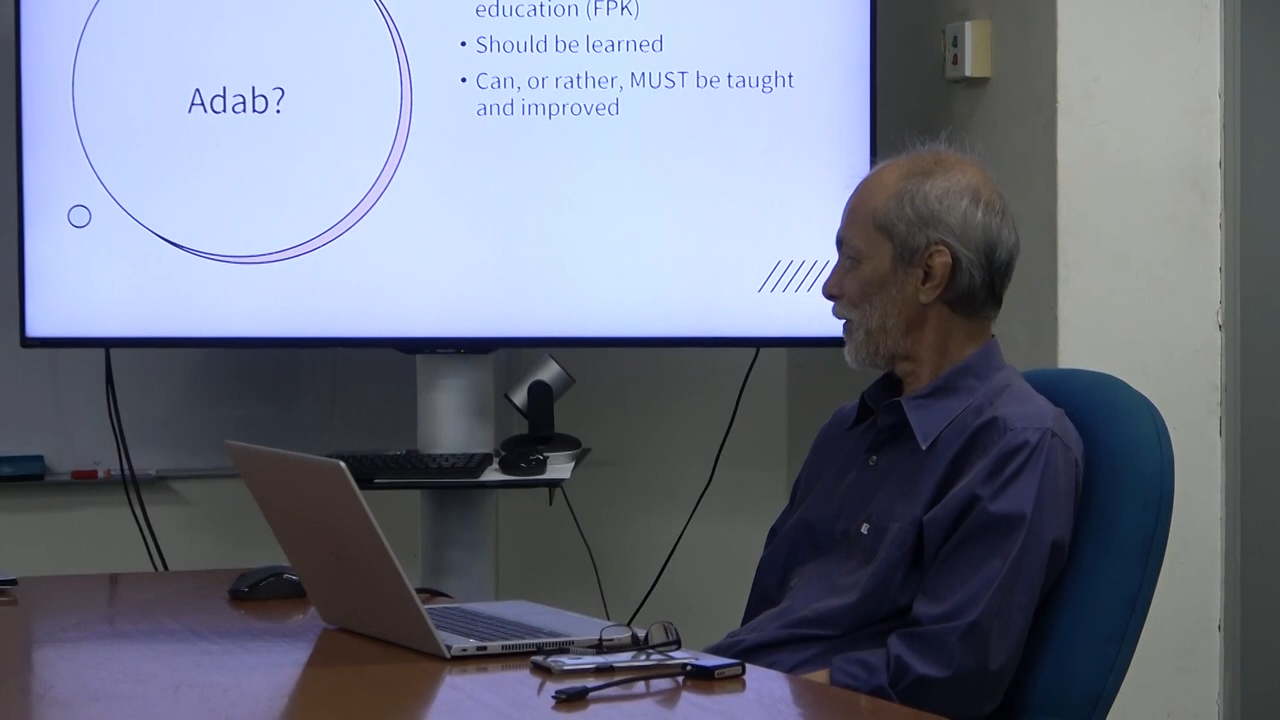 education (FPK)
• Should be learned
Adab?
• Can, or rather, MUST be taught
and improved